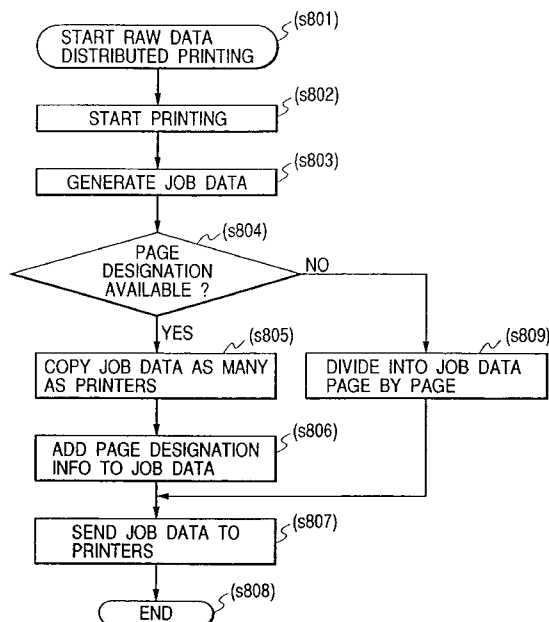 START RAW DATA
DISTRIBUTED PRINTING
(s801)
START PRINTING
(s802)
GENERATE JOB DATA
(s803)
PAGE
DESIGNATION
AVAILABLE ?
(s804)
NO
YES
COPY JOB DATA AS MANY
AS PRINTERS
(s805)
DIVIDE INTO JOB DATA
PAGE BY PAGE
(s809)
ADD PAGE DESIGNATION
INFO TO JOB DATA
(s806)
SEND JOB DATA TO
PRINTERS
(s807)
END
(s808)